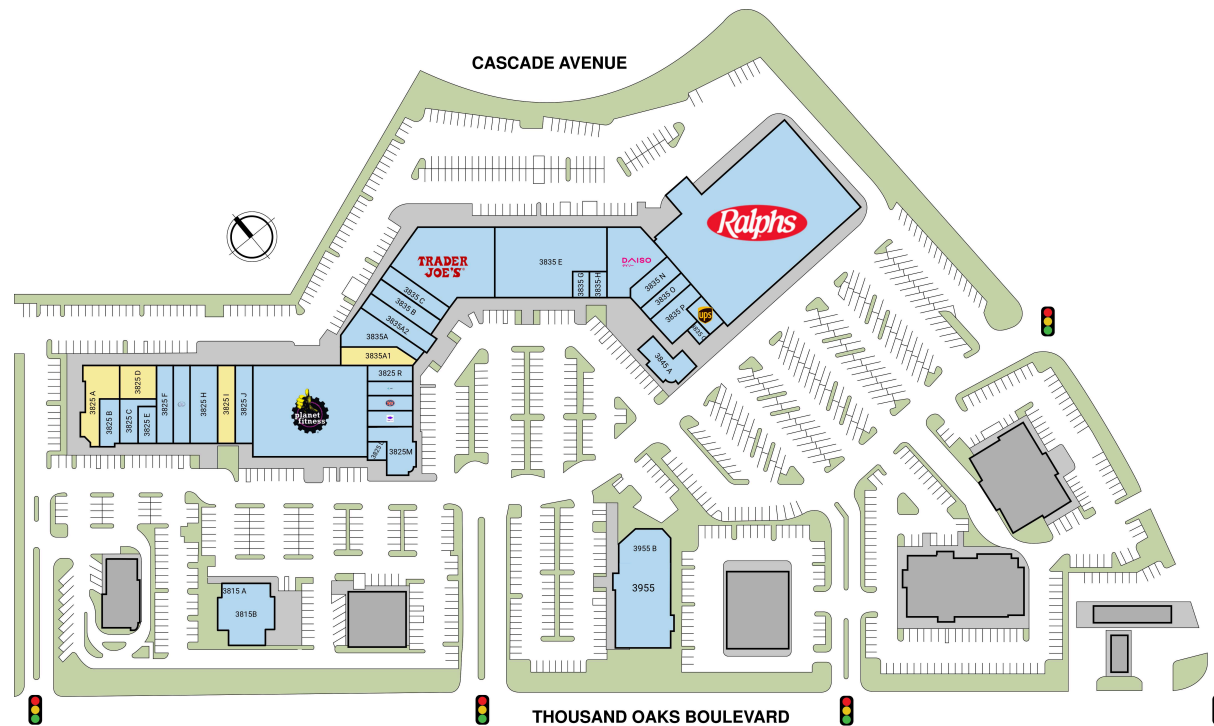 CASCADE AVENUE
Ralphs
TRADER
JOE'S
3835 E
DAISO
3835 G
3835-H
3835 N
3835 O
3835 P
ups
3835 C
3835 B
3835A2
3835A
3835A1
3845 A
3825 A
3825 B
3825 C
3825 D
3825 E
3825 F
3825 H
3825 I
3825 J
planet
fitness
3825 R
3825M
3815 A
3815B
3955 B
3955
THOUSAND OAKS BOULEVARD